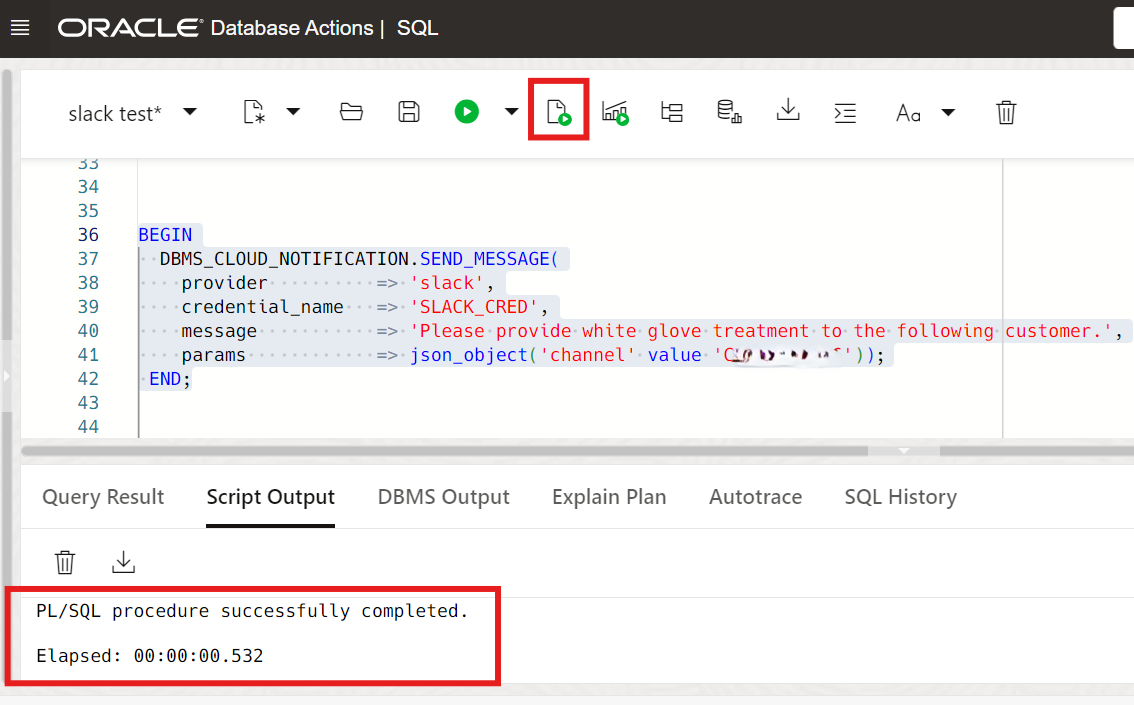 ORACLE Database Actions | SQL
slack test*
Aa
33
34
35
36 BEGIN
37 DBMS_CLOUD_NOTIFICATION.SEND_MESSAGE(
38 provider => 'slack',
39 credential_name => 'SLACK_CRED',
40 message => 'Please provide white glove treatment to the following customer.',
41 params => json_object('channel' value ''));
42 END;
43
44
Query Result Script Output DBMS Output Explain Plan Autotrace SQL History
PL/SQL procedure successfully completed.
Elapsed: 00:00:00.532